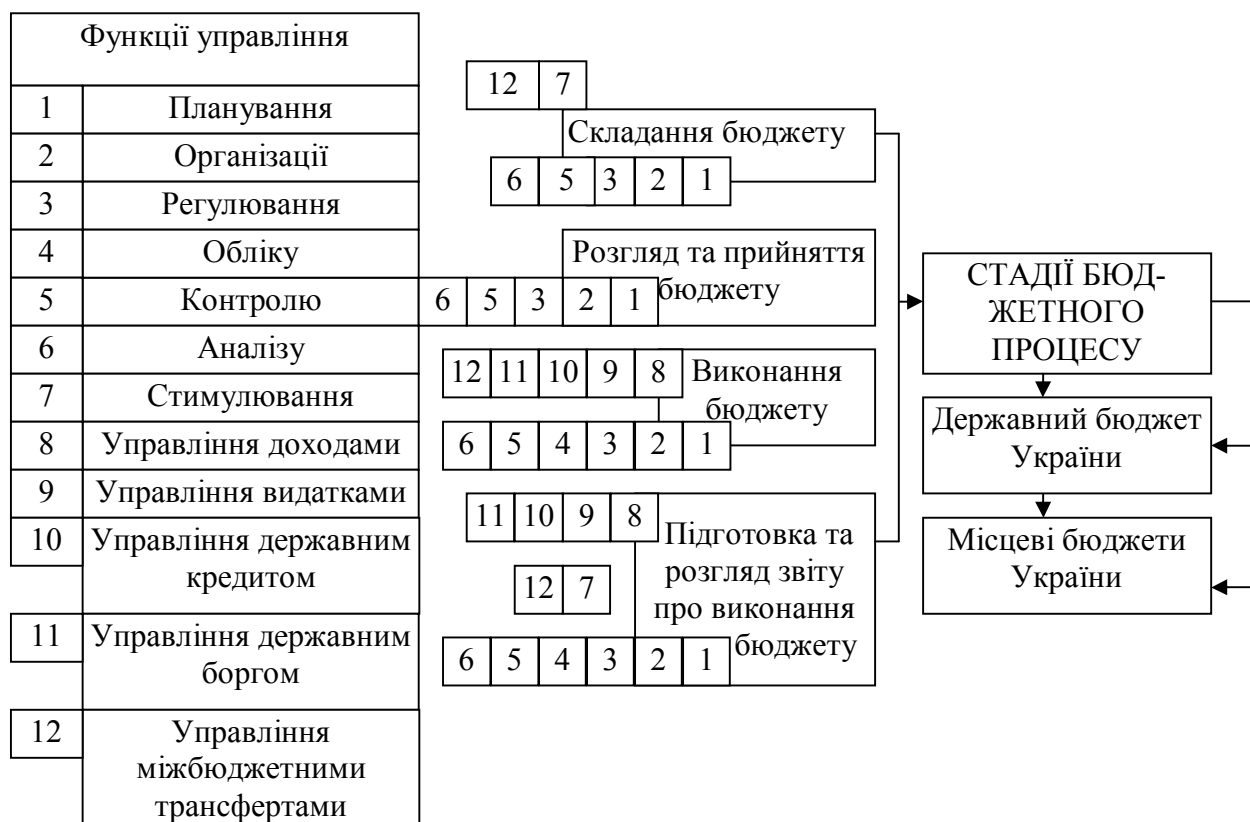 Функції управління
1 Планування
2 Організації
3 Регулювання
4 Обліку
5 Контролю
6 Аналізу
7 Стимулювання
8 Управління доходами
9 Управління видатками
10 Управління державним
кредитом
11 Управління державним
боргом
12 Управління
міжбюджетними
трансфертами
12 7
Складання бюджету
6 5 3 2 1
Розгляд та прийняття
бюджету
6 5 3 2 1
12 11 10 9 8
Виконання
бюджету
6 5 4 3 2 1
11 10 9 8
Підготовка та
розгляд звіту
12 7
про виконання
бюджету
6 5 4 3 2 1
СТАДІЇ БЮД-
ЖЕТНОГО
ПРОЦЕСУ
Державний бюджет
України
Місцеві бюджети
України